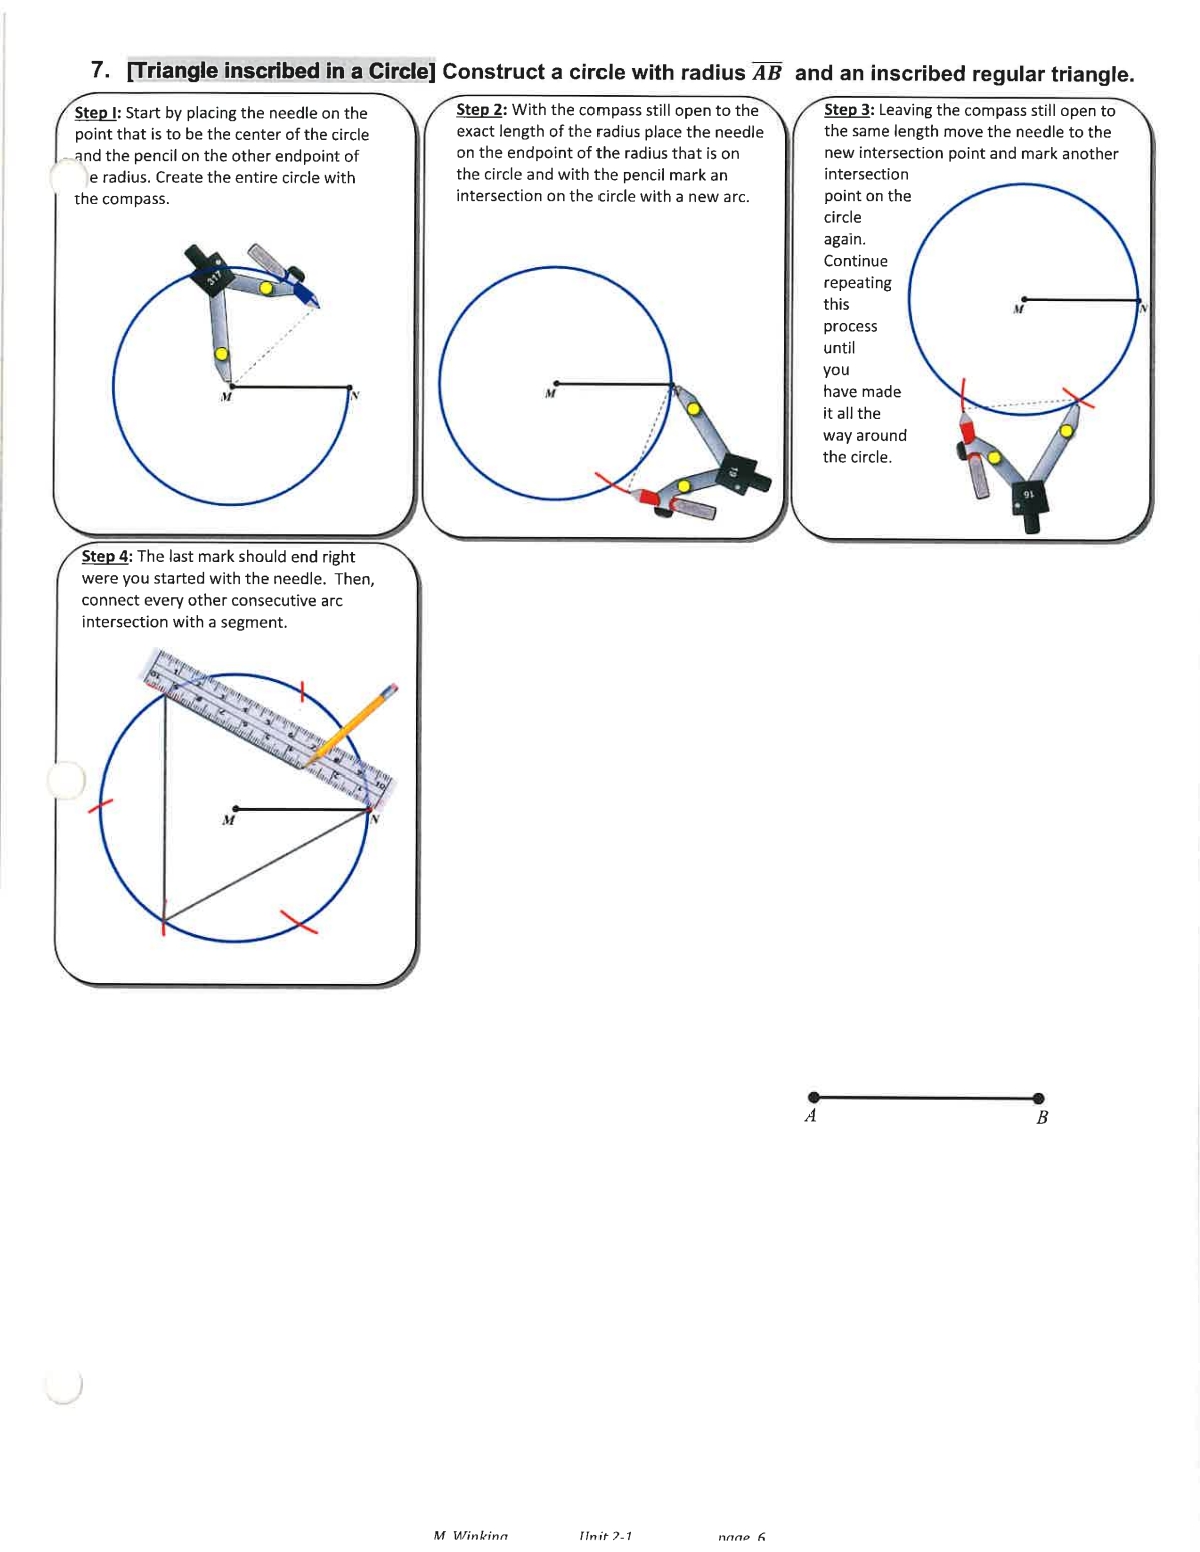 7. [Triangle inscribed in a Circle] Construct a circle with radius AB and an inscribed regular triangle.
Step I: Start by placing the needle on the
point that is to be the center of the circle
and the pencil on the other endpoint of
e radius. Create the entire circle with
the compass.
317
M
N
Step 2: With the compass still open to the
exact length of the radius place the needle
on the endpoint of the radius that is on
the circle and with the pencil mark an
intersection on the circle with a new arc.
M
Step 3: Leaving the compass still open to
the same length move the needle to the
new intersection point and mark another
intersection
point on the
circle
again.
Continue
repeating
this
process
until
you
have made
it all the
way around
the circle.
M
N
Step 4: The last mark should end right
were you started with the needle. Then,
connect every other consecutive arc
intersection with a segment.
M
N
A
B
M. Winking
Unit 2-1
page 6